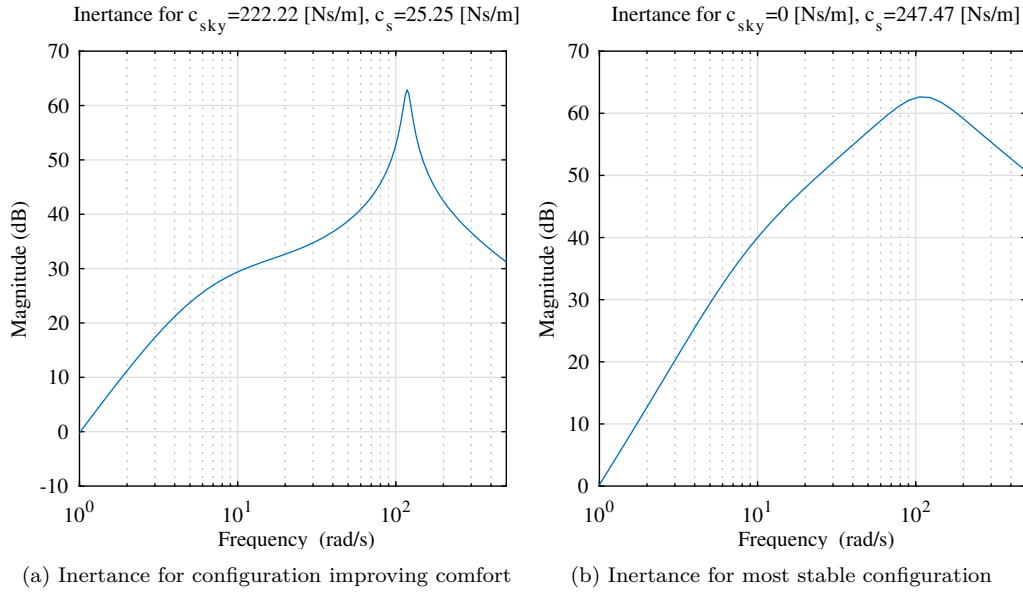 Inertance for c_sky=222.22 [Ns/m], c_s=25.25 [Ns/m]
70
60
50
40
30
20
10
0
-10
Magnitude (dB)
10^0
10^1
10^2
Frequency (rad/s)
(a) Inertance for configuration improving comfort
Inertance for c_sky=0 [Ns/m], c_s=247.47 [Ns/m]
70
60
50
40
30
20
10
0
Magnitude (dB)
10^0
10^1
10^2
Frequency (rad/s)
(b) Inertance for most stable configuration